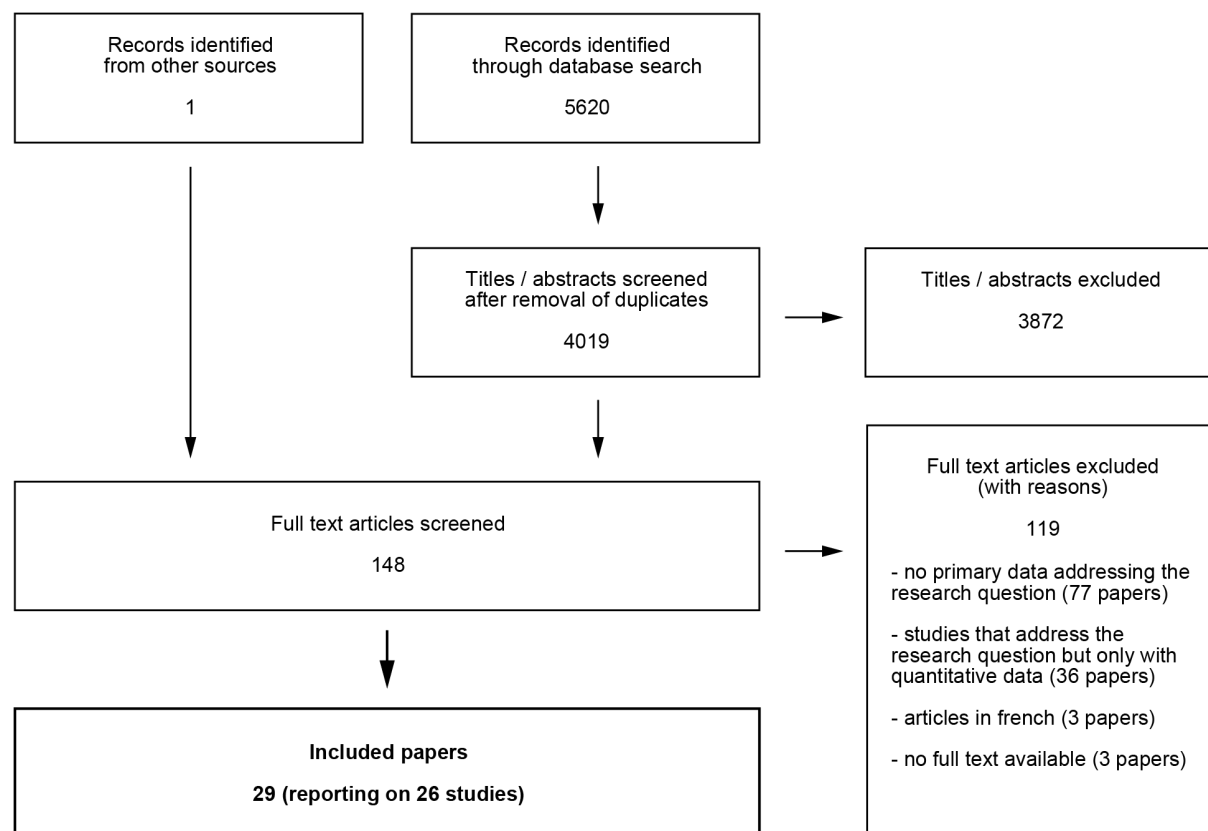 Records identified
from other sources
1
Records identified
through database search
5620
Titles / abstracts screened
after removal of duplicates
4019
Titles / abstracts excluded
3872
Full text articles screened
148
Full text articles excluded
(with reasons)
119
- no primary data addressing the
research question (77 papers)
- studies that address the
research question but only with
quantitative data (36 papers)
- articles in french (3 papers)
- no full text available (3 papers)
Included papers
29 (reporting on 26 studies)